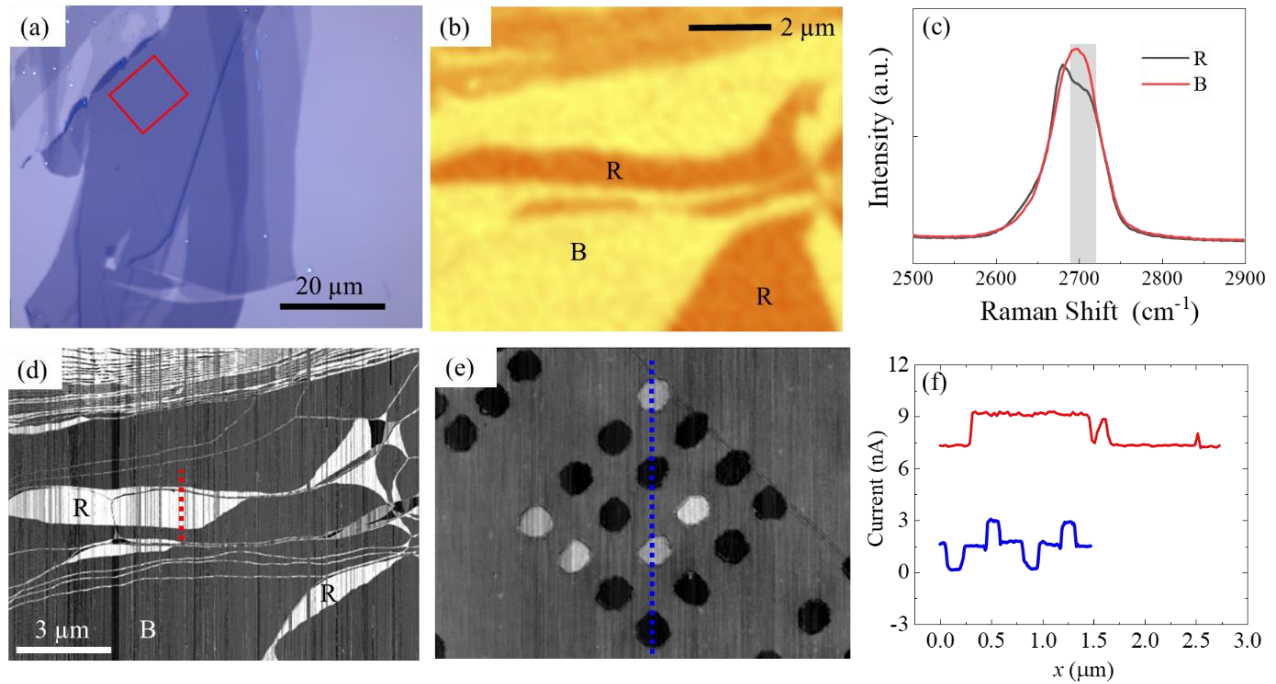 (a)
20 µm
(b)
2 µm
R
B
R
(c)
R
B
Intensity (a.u.)
2500
2600
2700
2800
2900
Raman Shift (cm⁻¹)
(d)
R
R
3 µm
B
(e)
(f)
12
9
6
3
0
-3
Current (nA)
0.0
0.5
1.0
1.5
2.0
2.5
3.0
x (µm)